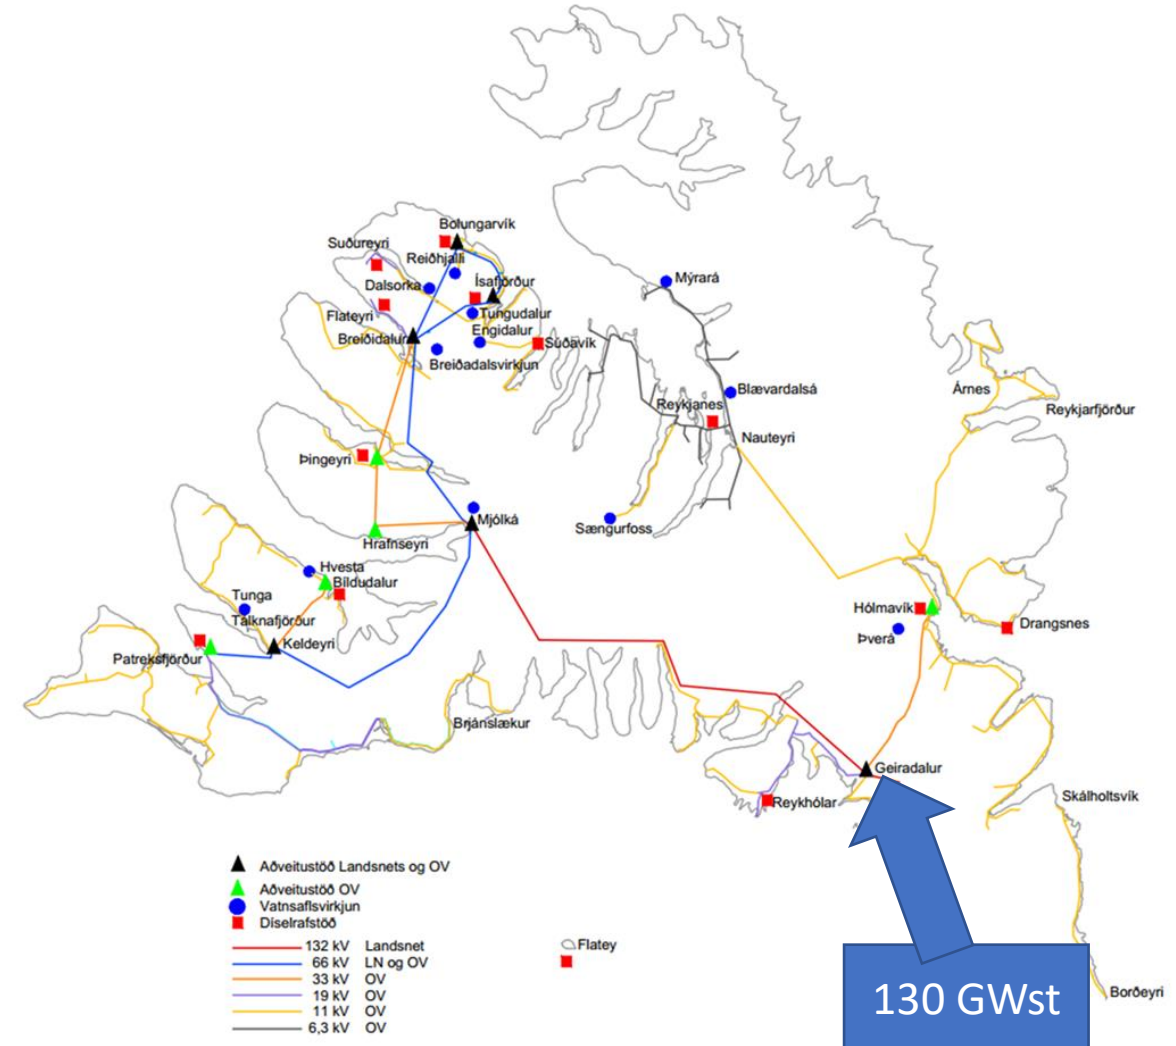 Bolungarvík
Suðureyri
Reiðhjalli
Dalsorka
Ísafjörður
Flateyri
Tungudalur
Engidalur
Breiðidalur
Súðavík
Breiðadalsvirkjun
Mýrará
Blævardalsá
Árnes
Reykjanes
Reykjarfjörður
Nauteyri
Þingeyri
Mjólká
Sængurfoss
Hrafnseyri
Hvesta
Bíldudalur
Tunga
Tálknafjörður
Keldeyri
Patreksfjörður
Hólmavík
Þverá
Drangsnes
Brjánslækur
Geiradalur
Reykhólar
Skálholtsvík
Aðveitustöð Landsnets og OV
Aðveitustöð OV
Vatnsaflsvirkjun
Díselrafstöð
132 kV Landsnet
66 kV LN og OV
33 kV OV
19 kV OV
11 kV OV
6,3 kV OV
Flatey
130 GWst
Borðeyri